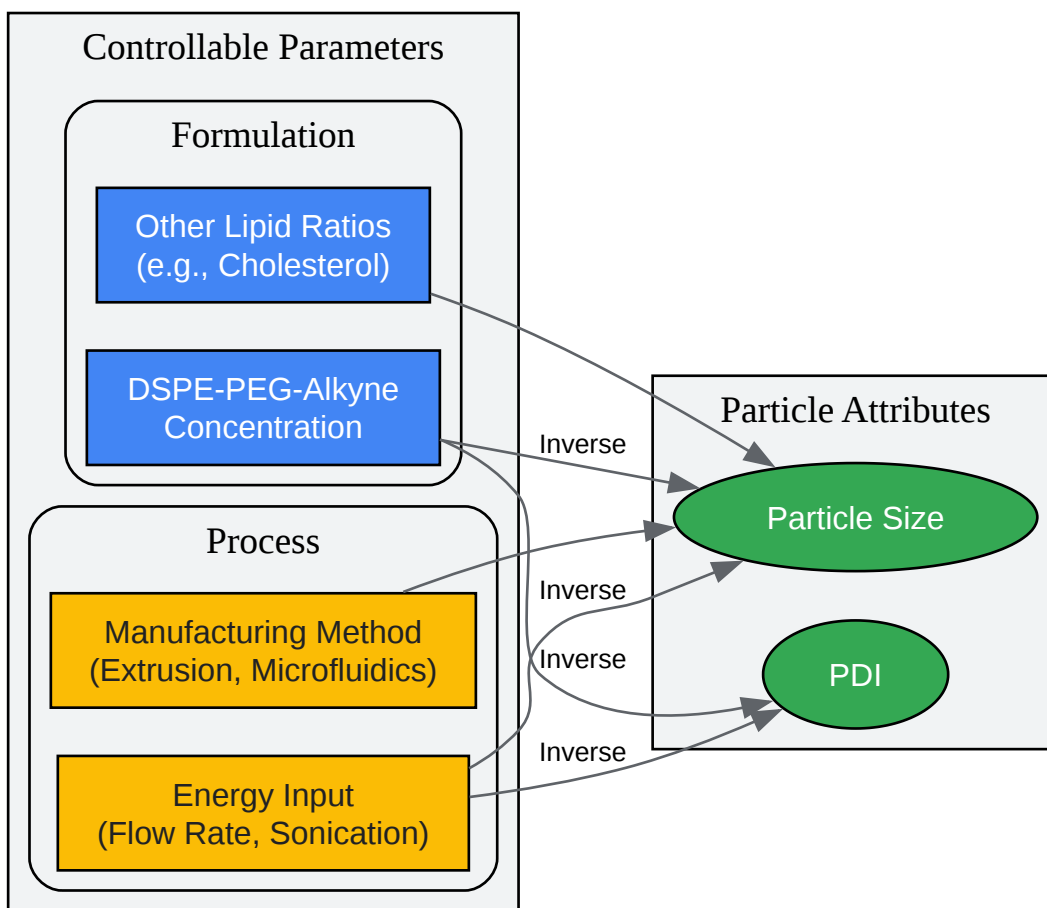 Controllable Parameters
Formulation
Other Lipid Ratios
(e.g., Cholesterol)
DSPE-PEG-Alkyne
Concentration
Process
Manufacturing Method
(Extrusion, Microfluidics)
Energy Input
(Flow Rate, Sonication)
Inverse
Inverse
Inverse
Inverse
Particle Attributes
Particle Size
PDI